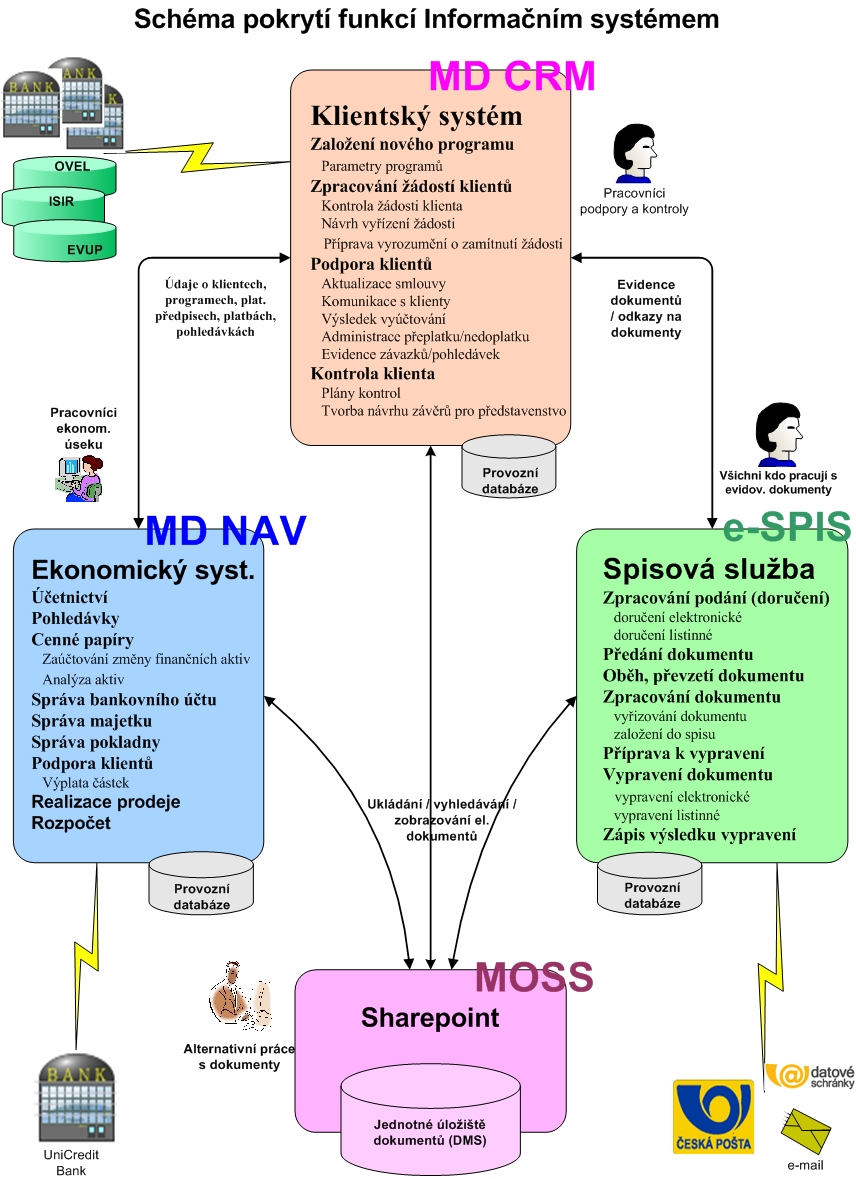 Schéma pokrytí funkcí Informačním systémem
MD CRM
BANK
BANK
BANK
OVEL
ISIR
EVUP
Klientský systém
Založení nového programu
Parametry programů
Zpracování žádostí klientů
Kontrola žádosti klienta
Návrh vyřízení žádosti
Příprava vyrozumění o zamítnutí žádosti
Podpora klientů
Aktualizace smlouvy
Komunikace s klienty
Výsledek vyúčtování
Administrace přeplatku/nedoplatku
Evidence závazků/pohledávek
Kontrola klienta
Plány kontrol
Tvorba návrhu závěrů pro představenstvo
Provozní
databáze
Pracovníci
podpory a kontroly
Údaje o klientech,
programech, plat.
předpisech, platbách,
pohledávkách
Evidence
dokumentů
/ odkazy na
dokumenty
Pracovníci
ekonom.
úseku
Všichni kdo pracují s
evidov. dokumenty
MD NAV
Ekonomický syst.
Účetnictví
Pohledávky
Cenné papíry
Zaúčtování změny finančních aktiv
Analýza aktiv
Správa bankovního účtu
Správa majetku
Správa pokladny
Podpora klientů
Výplata částek
Realizace prodeje
Rozpočet
Provozní
databáze
e-SPIS
Spisová služba
Zpracování podání (doručení)
doručení elektronické
doručení listinné
Předání dokumentu
Oběh, převzetí dokumentu
Zpracování dokumentu
vyřizování dokumentu
založení do spisu
Příprava k vypravení
Vypravení dokumentu
vypravení elektronické
vypravení listinné
Zápis výsledku vypravení
Provozní
databáze
Ukládání / vyhledávání /
zobrazování el.
dokumentů
MOSS
Sharepoint
Jednotné úložiště
dokumentů (DMS)
Alternativní práce
s dokumenty
BANK
UniCredit
Bank
datové
schránky
ČESKÁ POŠTA
e-mail